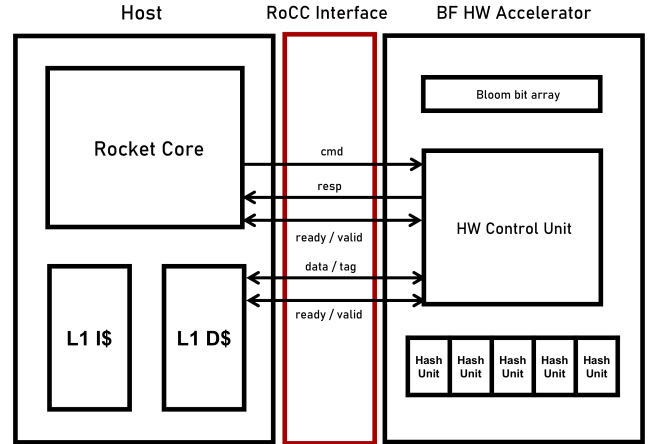 Host
RoCC Interface
BF HW Accelerator
Bloom bit array
Rocket Core
cmd
resp
ready / valid
HW Control Unit
data / tag
ready / valid
L1 I$
L1 D$
Hash
Unit
Hash
Unit
Hash
Unit
Hash
Unit
Hash
Unit